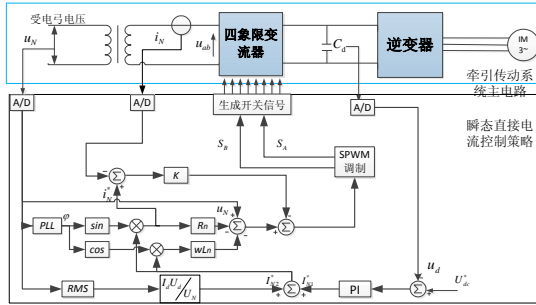 受电弓电压
u_N
i_N
u_ab
四象限变
流器
C_d
逆变器
IM
3~
牵引传动系
统主电路
A/D
A/D
生成开关信号
A/D
瞬态直接电
流控制策略
S_B
S_A
SPWM
调制
Σ
K
i_N^*
u_N
PLL
φ
sin
Rn
Σ
Σ
cos
wLn
u_d
RMS
I_d U_d / U_N
I_N2^*
Σ
I_N1^*
PI
Σ
U_dc^*